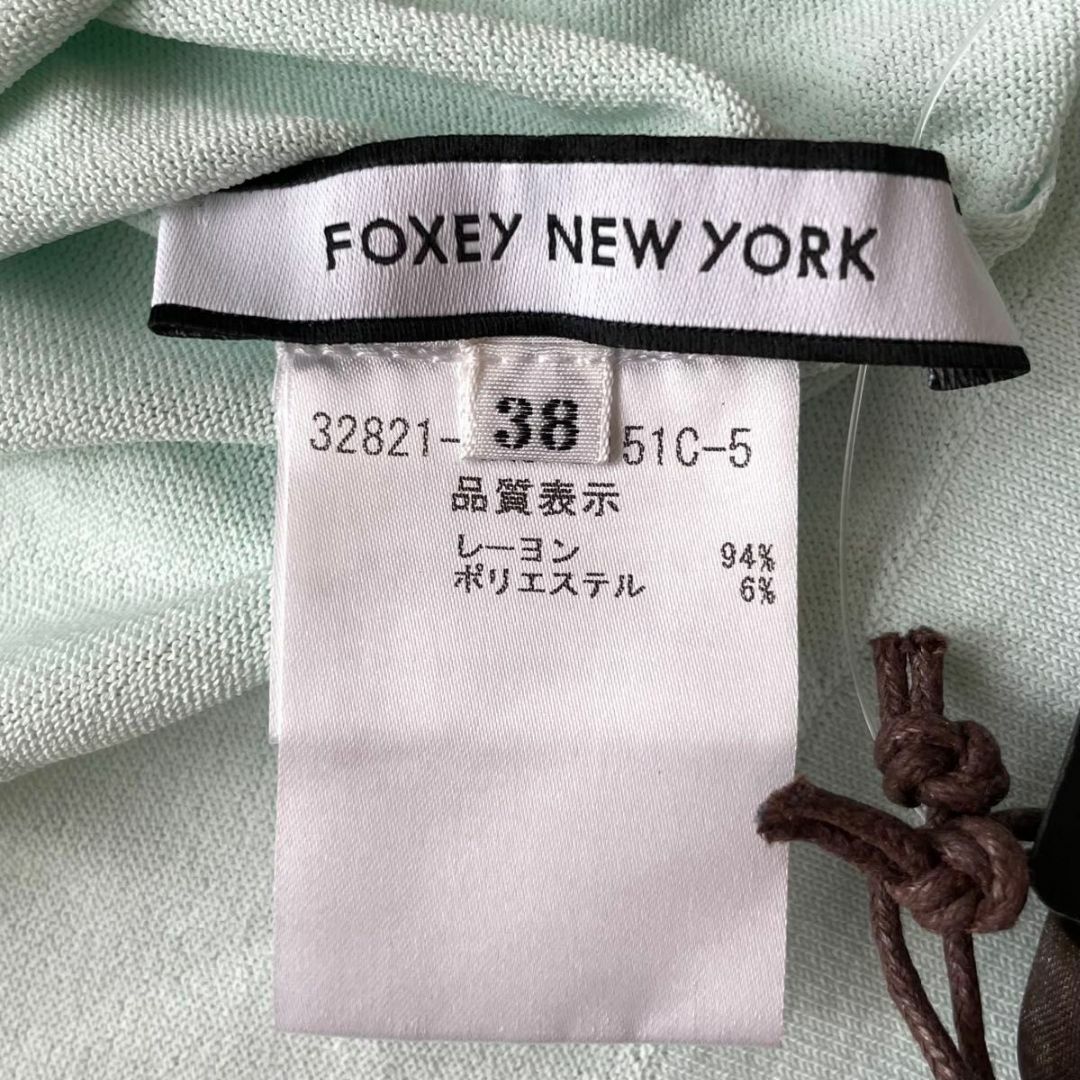 FOXEY NEW YORK
38
32821- 51C-5
品質表示
レーヨン 94%
ポリエステル 6%